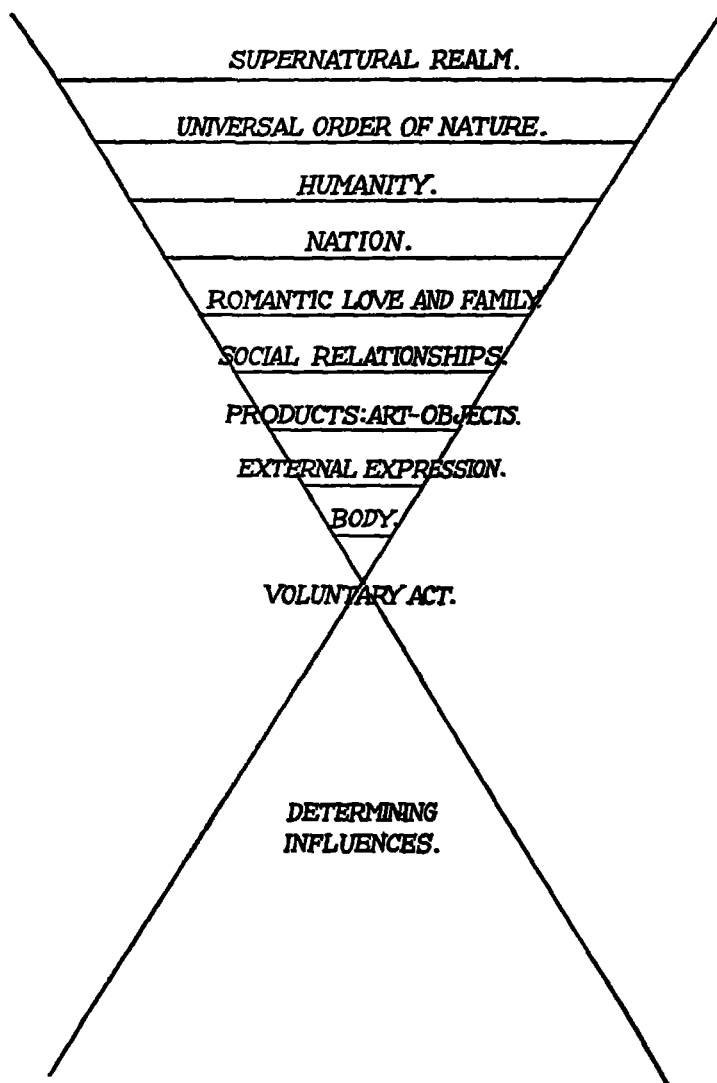 SUPERNATURAL REALM.
UNIVERSAL ORDER OF NATURE.
HUMANITY.
NATION.
ROMANTIC LOVE AND FAMILY.
SOCIAL RELATIONSHIPS.
PRODUCTS:ART-OBJECTS.
EXTERNAL EXPRESSION.
BODY.
VOLUNTARY ACT.
DETERMINING
INFLUENCES.